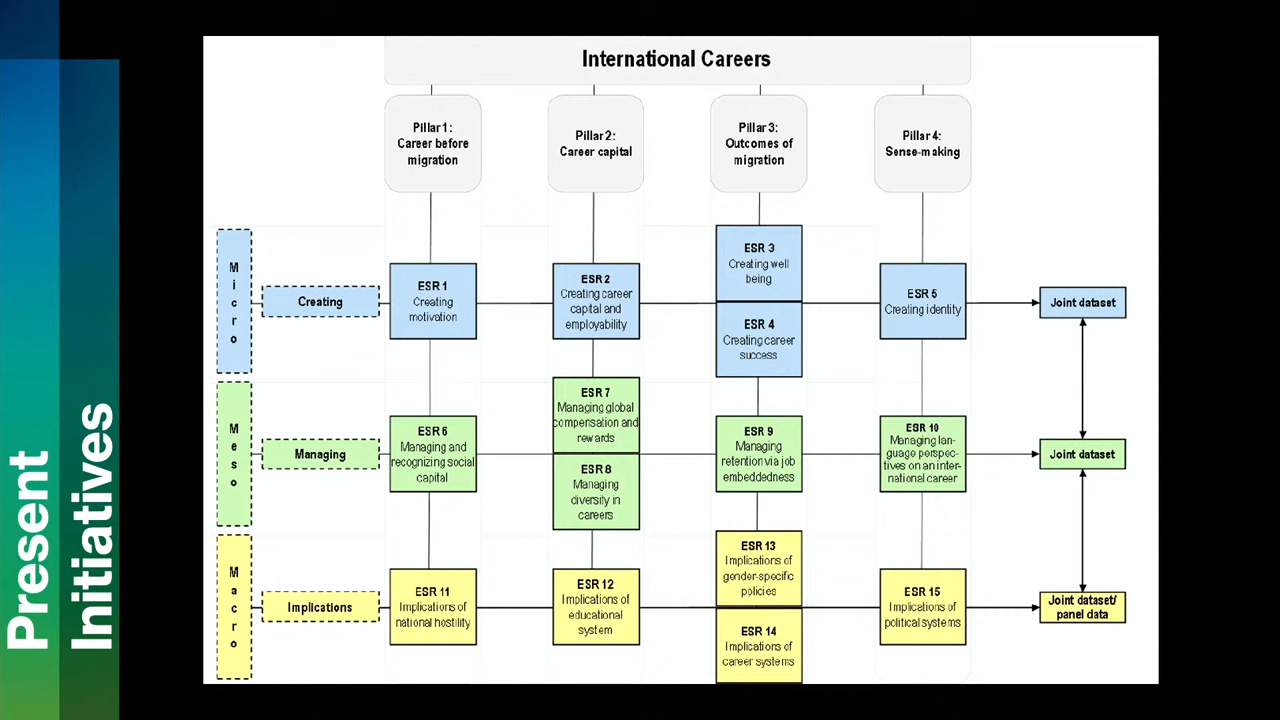 Present
Initiatives
International Careers
Pillar 1:
Career before
migration
Pillar 2:
Career capital
Pillar 3:
Outcomes of
migration
Pillar 4:
Sense-making
Micro
Creating
ESR 1
Creating
motivation
ESR 2
Creating career
capital and
employability
ESR 3
Creating well
being
ESR 4
Creating career
success
ESR 5
Creating identity
Joint dataset
Meso
Managing
ESR 6
Managing and
recognizing social
capital
ESR 7
Managing global
compensation and
rewards
ESR 8
Managing
diversity in
careers
ESR 9
Managing
retention via job
embeddedness
ESR 10
Managing lan-
guage perspec-
tives on an inter-
national career
Joint dataset
Macro
Implications
ESR 11
Implications of
national hostility
ESR 12
Implications of
educational
system
ESR 13
Implications of
gender-specific
policies
ESR 14
Implications of
career systems
ESR 15
Implications of
political systems
Joint dataset/
panel data